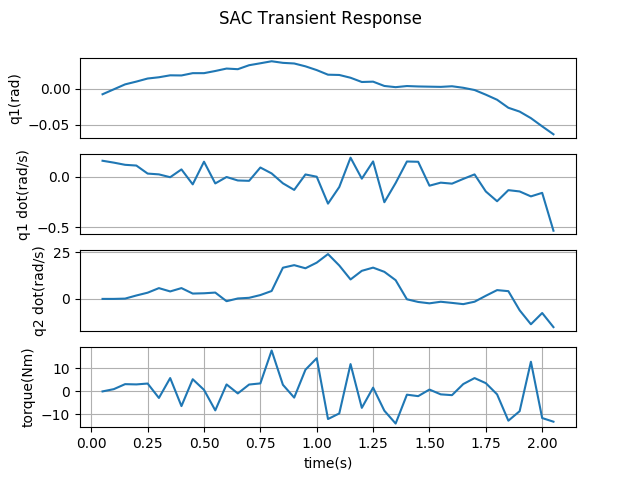 SAC Transient Response
q1(rad)
0.00
−0.05
q1 dot(rad/s)
0.0
−0.5
q2 dot(rad/s)
25
0
torque(Nm)
10
0
−10
0.00 0.25 0.50 0.75 1.00 1.25 1.50 1.75 2.00
time(s)